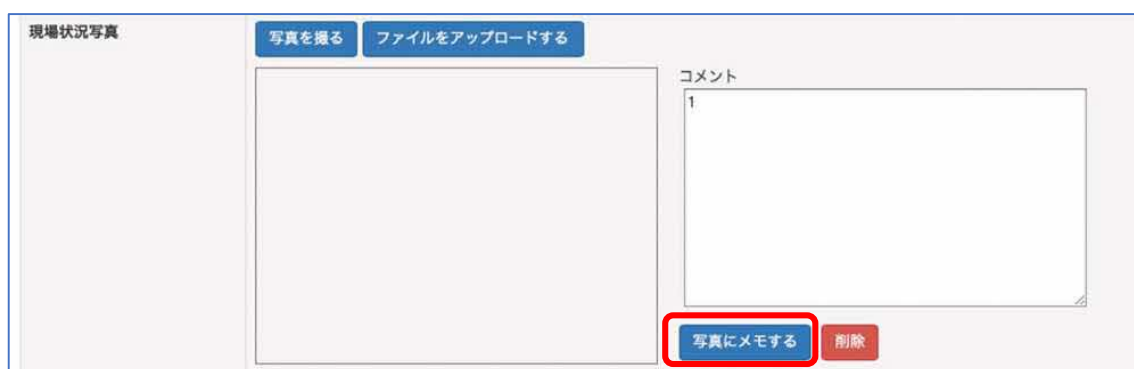 現場状況写真
写真を撮る ファイルをアップロードする
コメント
1
写真にメモする 削除